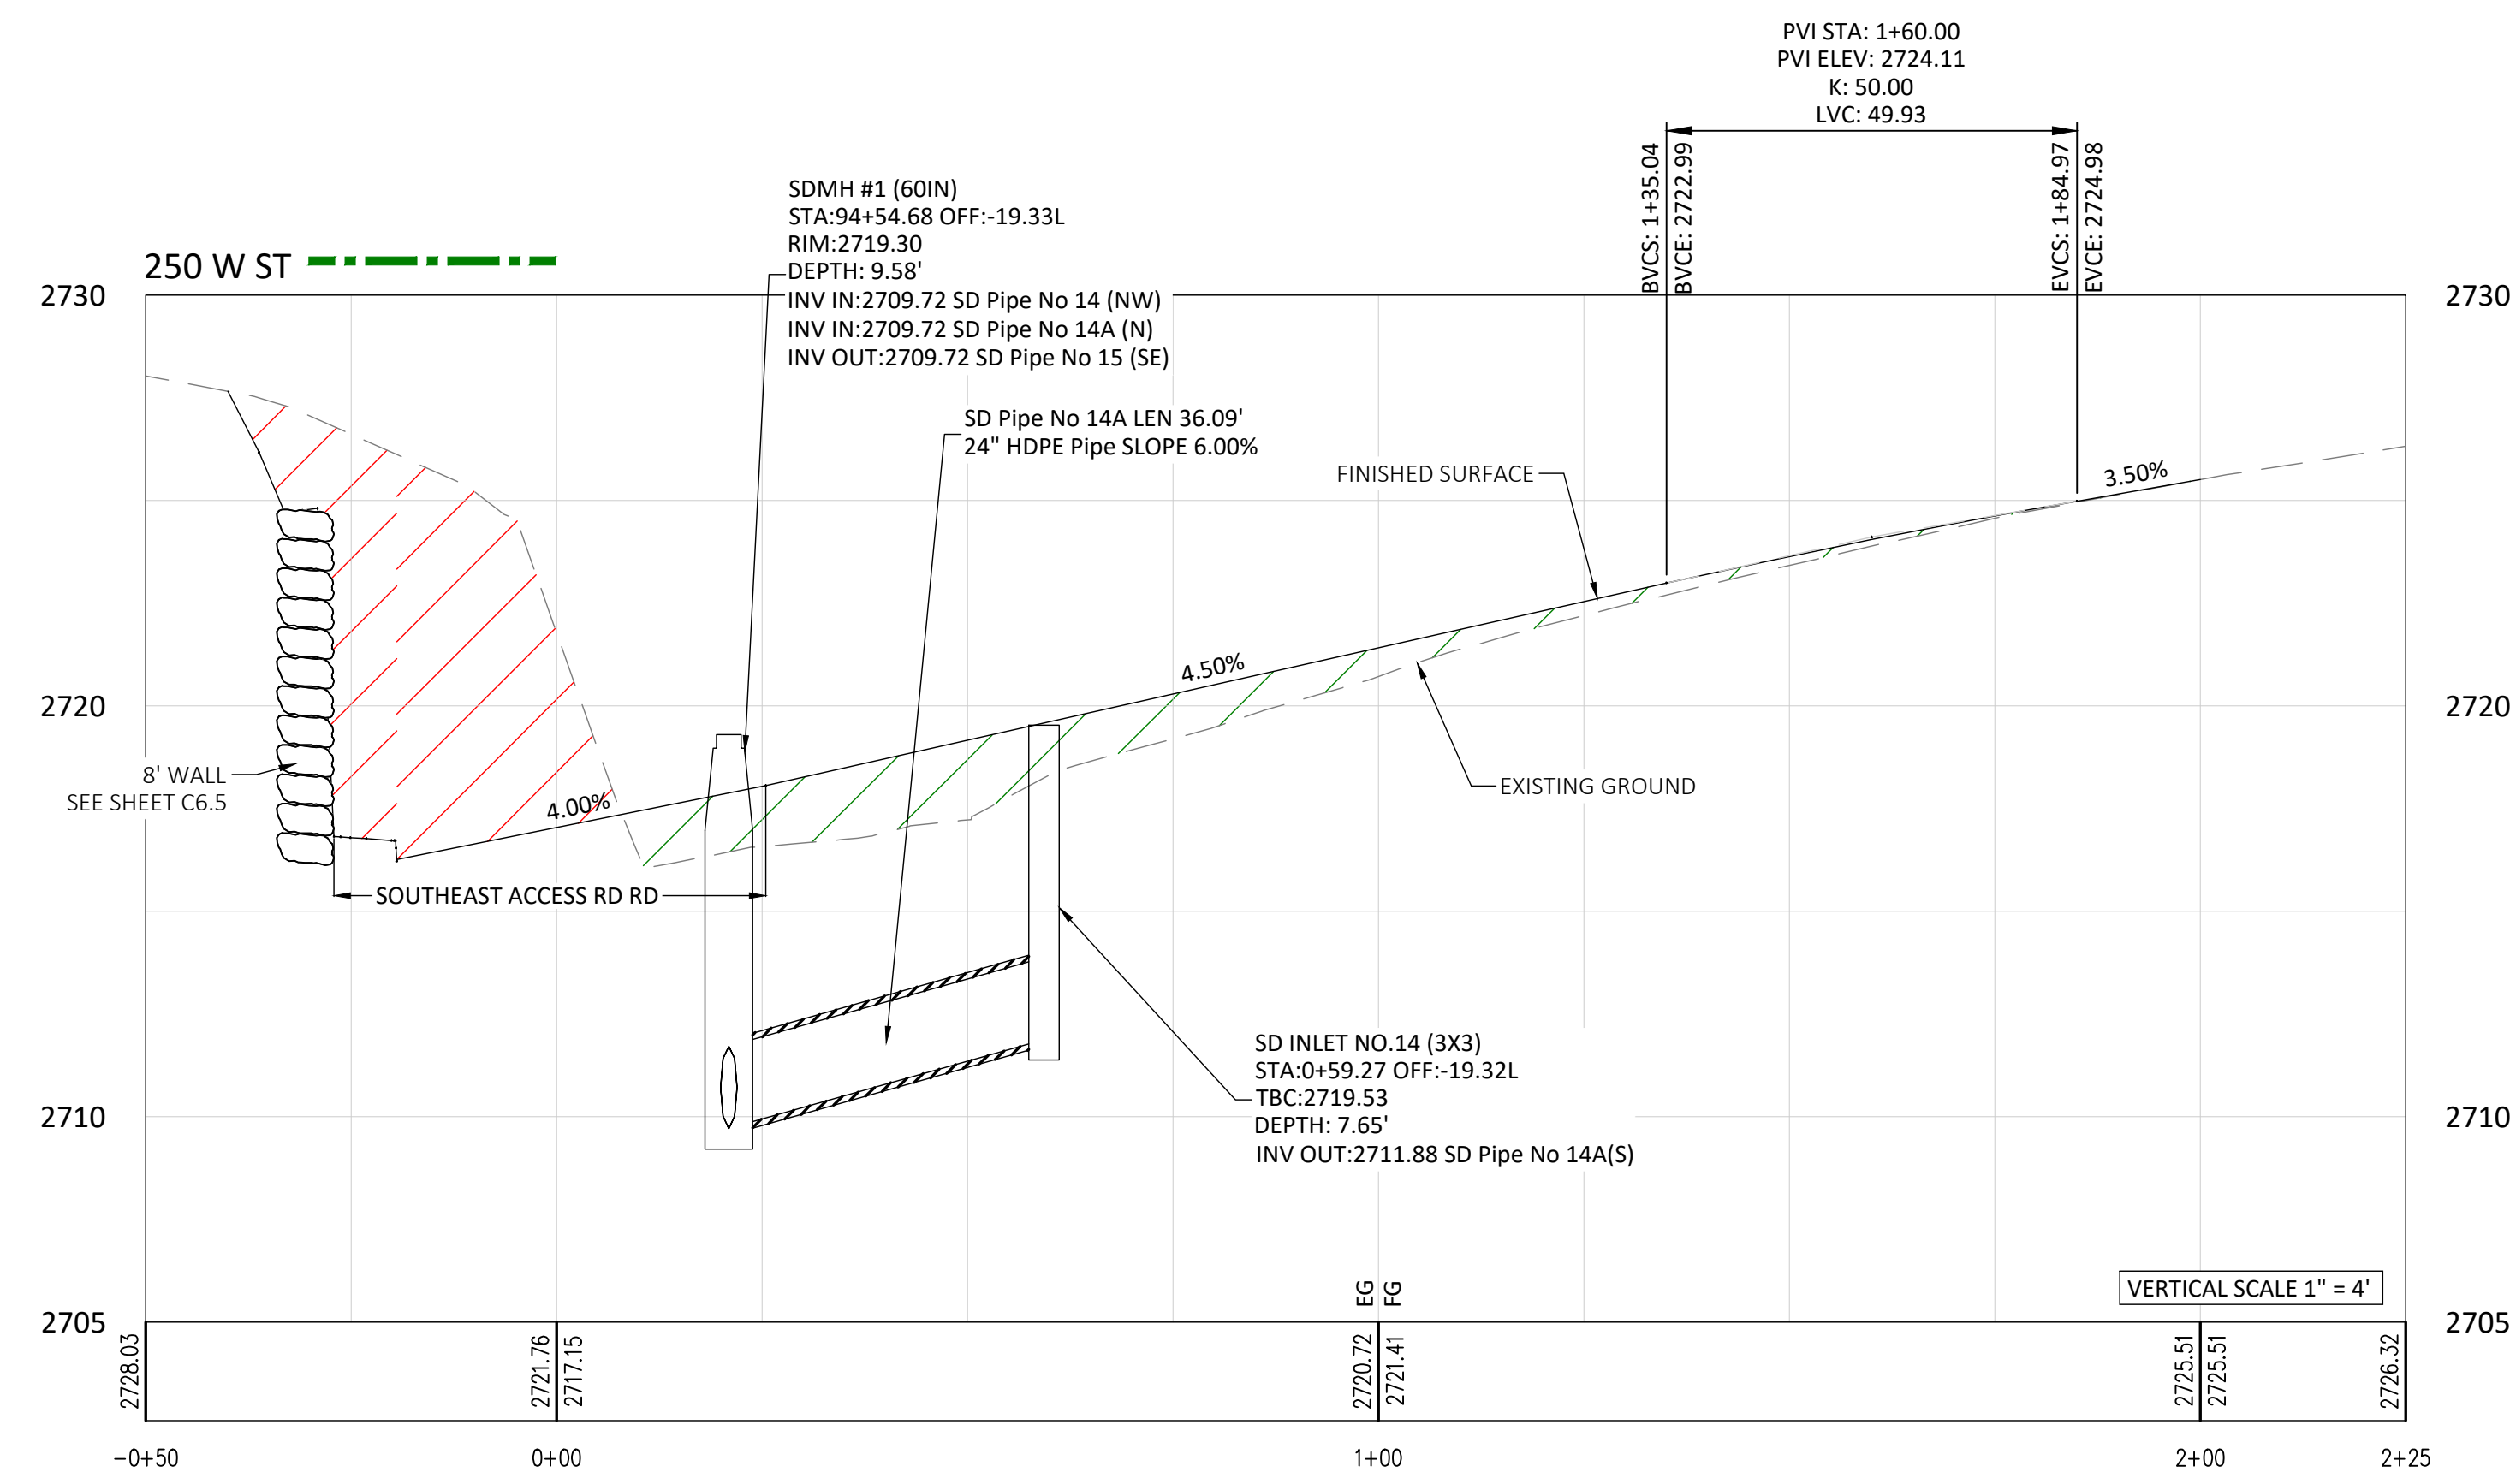 PVI STA: 1+60.00
PVI ELEV: 2724.11
K: 50.00
LVC: 49.93
BVCS: 1+35.04
BVCE: 2722.99
EVCS: 1+84.97
EVCE: 2724.98
SDMH #1 (60IN)
STA:94+54.68 OFF:-19.33L
RIM:2719.30
DEPTH: 9.58'
INV IN:2709.72 SD Pipe No 14 (NW)
INV IN:2709.72 SD Pipe No 14A (N)
INV OUT:2709.72 SD Pipe No 15 (SE)
250 W ST
2730
2730
SD Pipe No 14A LEN 36.09'
24" HDPE Pipe SLOPE 6.00%
FINISHED SURFACE
3.50%
4.50%
2720
2720
8' WALL
SEE SHEET C6.5
4.00%
EXISTING GROUND
SOUTHEAST ACCESS RD RD
SD INLET NO.14 (3X3)
STA:0+59.27 OFF:-19.32L
TBC:2719.53
DEPTH: 7.65'
INV OUT:2711.88 SD Pipe No 14A(S)
2710
2710
EG
FG
VERTICAL SCALE 1" = 4'
2705
2705
2728.03
2721.76
2717.15
2720.72
2721.41
2725.51
2725.51
2726.32
-0+50
0+00
1+00
2+00
2+25